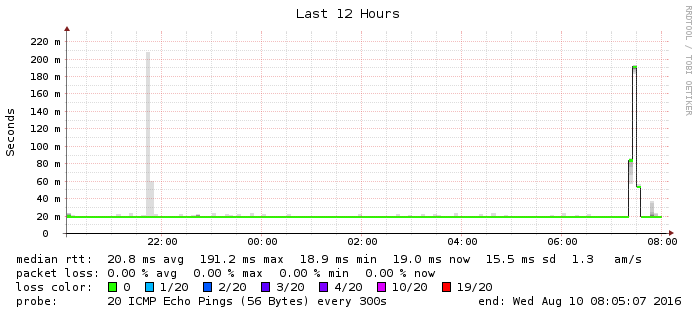 Last 12 Hours
RRDTOOL / TOBI OETIKER
Seconds
220 m
200 m
180 m
160 m
140 m
120 m
100 m
80 m
60 m
40 m
20 m
0
22:00 00:00 02:00 04:00 06:00 08:00
median rtt: 20.8 ms avg 191.2 ms max 18.9 ms min 19.0 ms now 15.5 ms sd 1.3 am/s
packet loss: 0.00 % avg 0.00 % max 0.00 % min 0.00 % now
loss color: 0 1/20 2/20 3/20 4/20 10/20 19/20
probe: 20 ICMP Echo Pings (56 Bytes) every 300s end: Wed Aug 10 08:05:07 2016